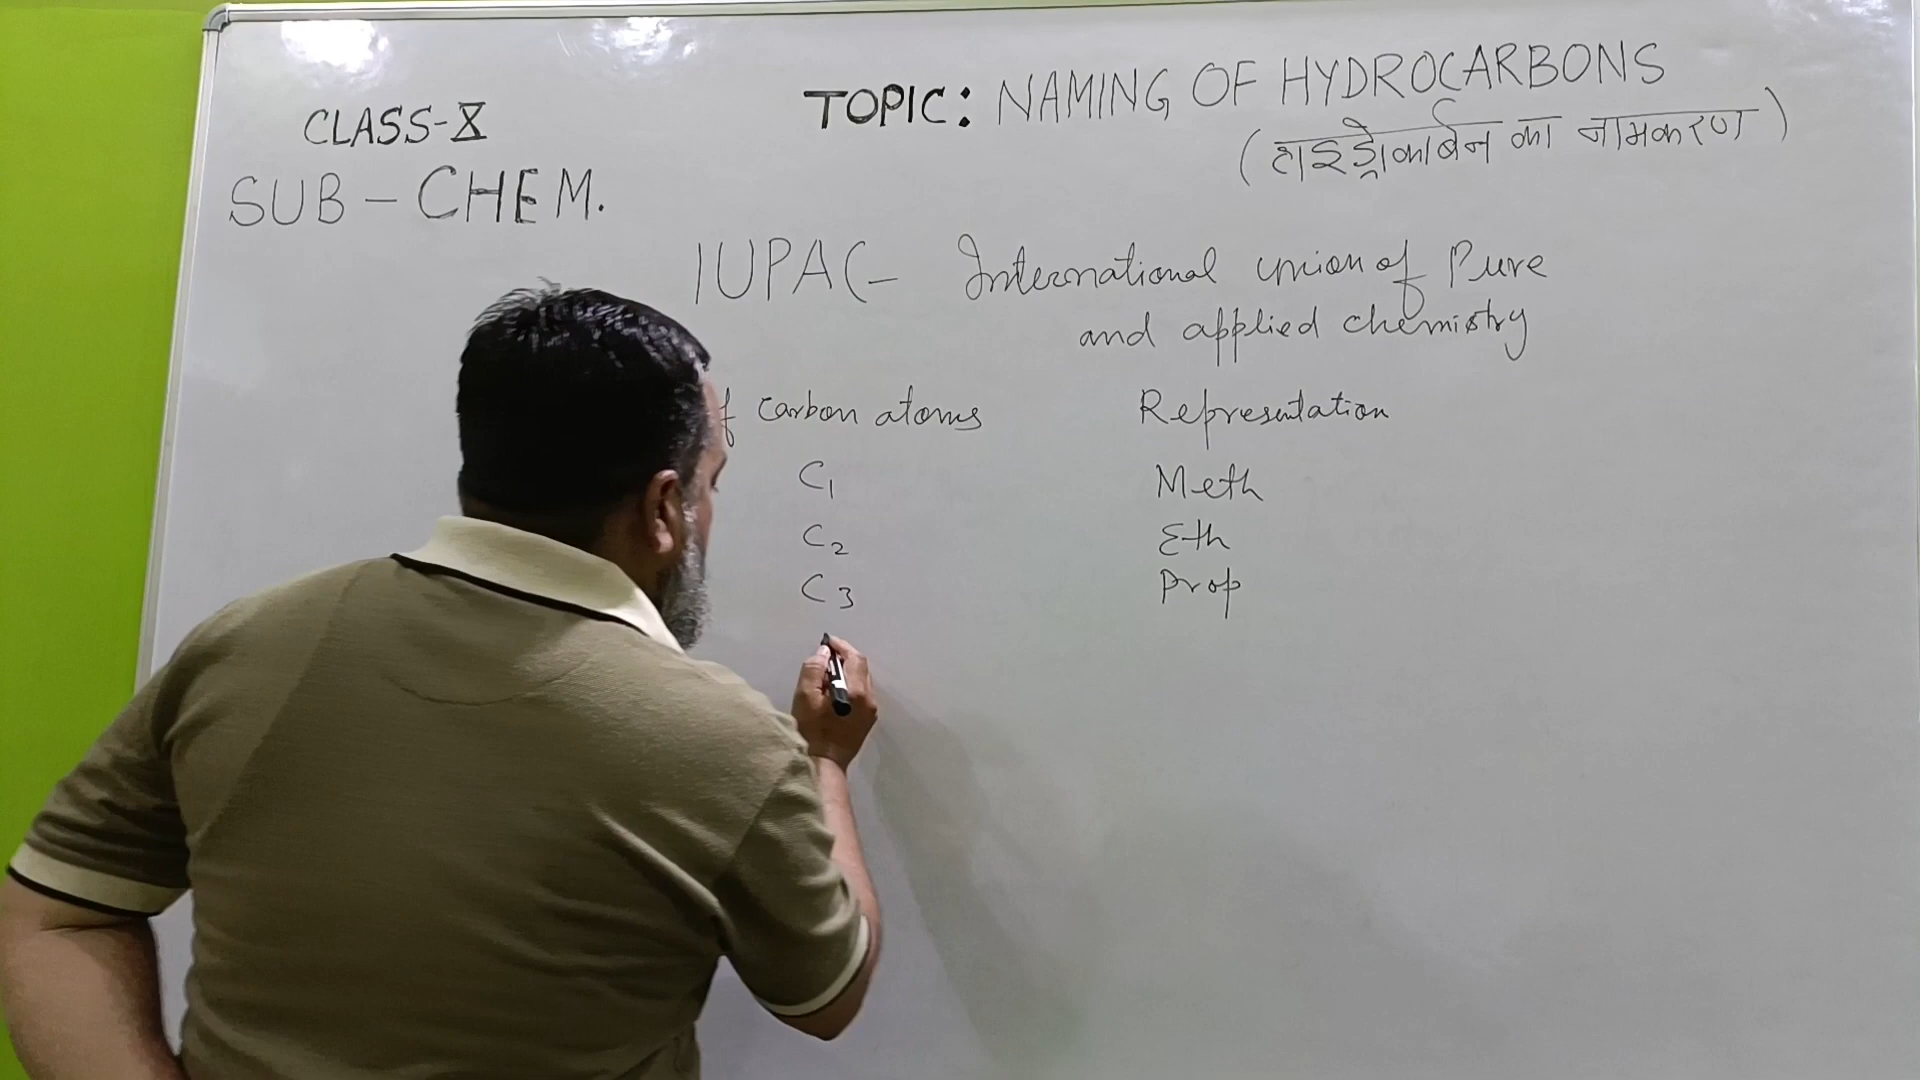 CLASS-X
SUB-CHEM.
TOPIC: NAMING OF HYDROCARBONS
(हाइड्रोकार्बन का नामकरण)
IUPAC- International union of Pure
and applied chemistry
carbon atoms Representation
C1 Meth
C2 Eth
C3 Prop